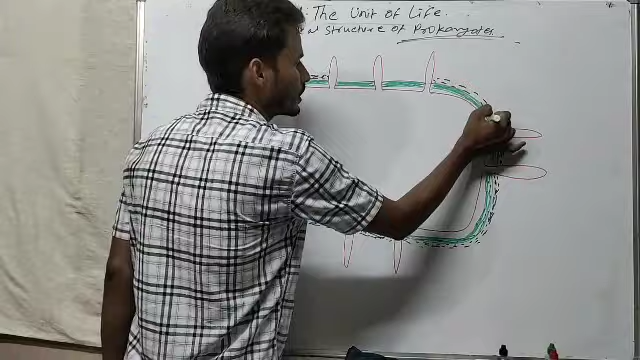 : The Unit of Life.
Structure of Prokaryotes